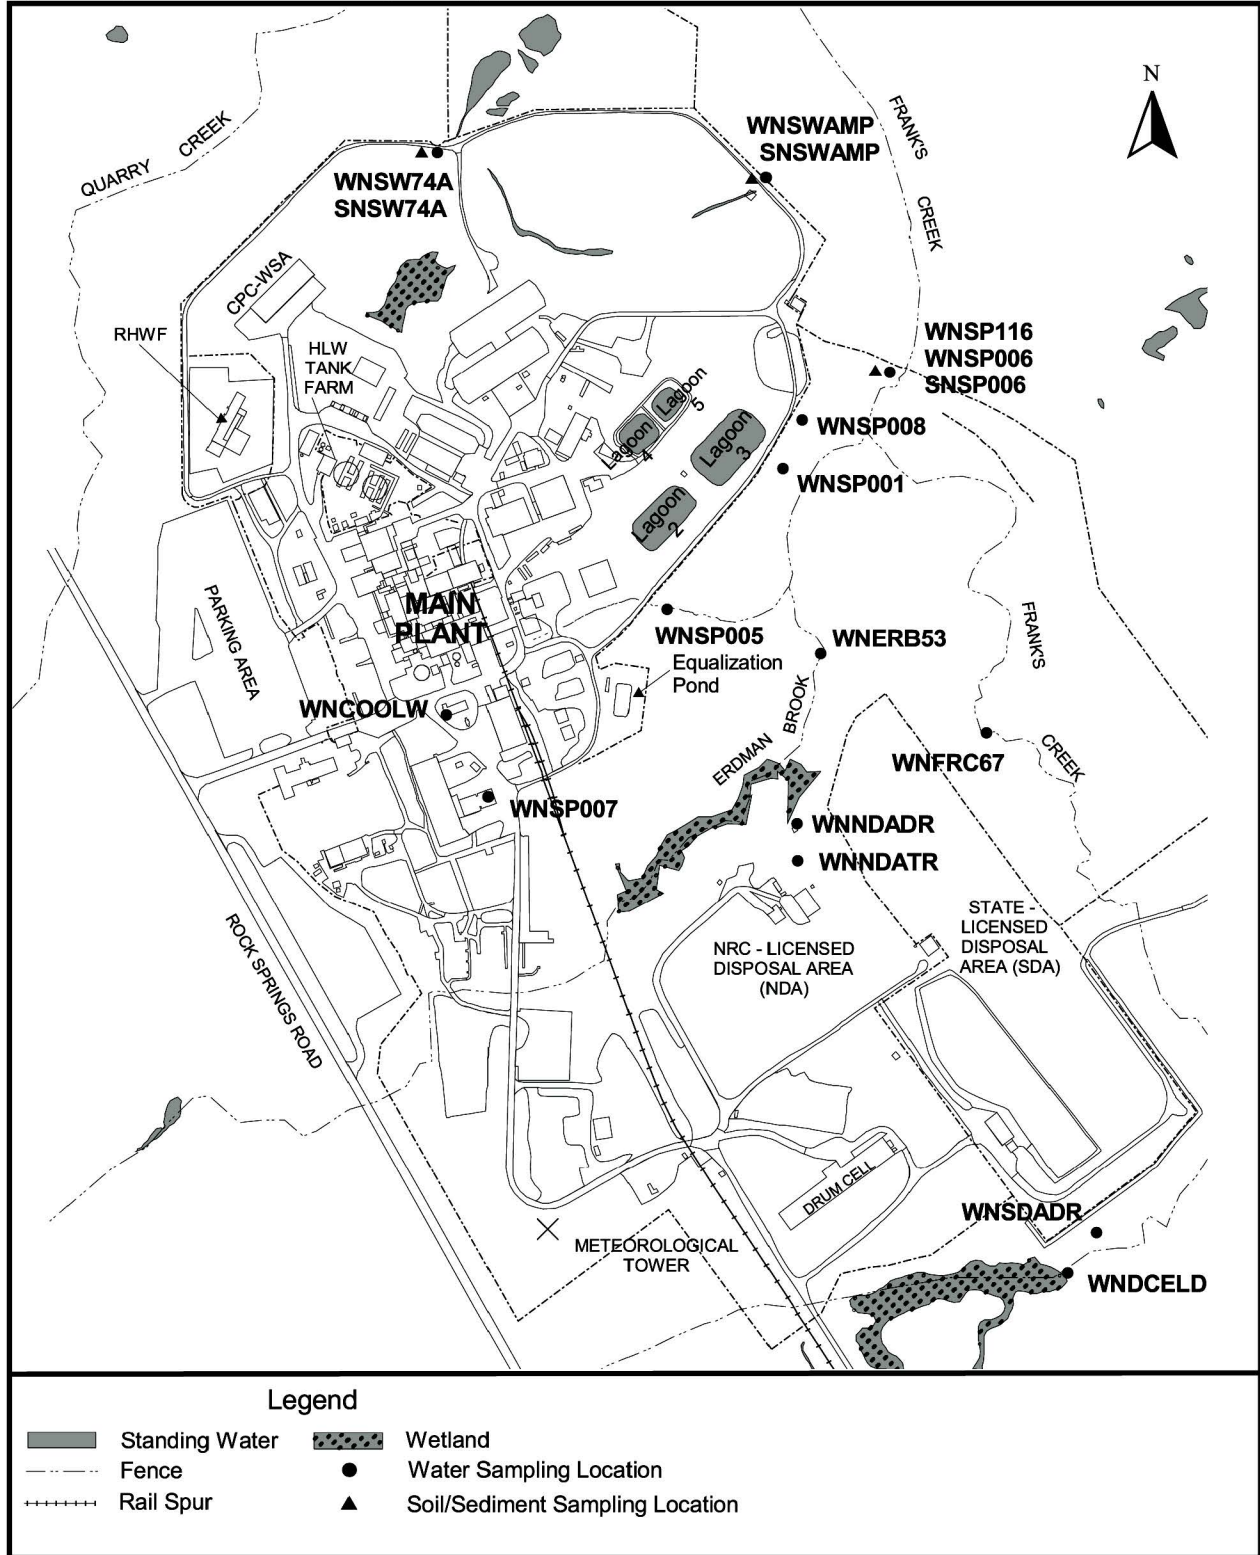 N
QUARRY CREEK
FRANK'S
CREEK
WNSWAMP
SNSWAMP
WNSW74A
SNSW74A
CPC-WSA
RHWF
HLW
TANK
FARM
WNSP116
WNSP006
SNSP006
WNSP008
WNSP001
Lagoon
5
Lagoon
4
Lagoon
3
Lagoon
2
MAIN
PLANT
PARKING AREA
WNSP005
Equalization
Pond
WNERB53
FRANK'S
CREEK
WNCOOLW
ERDMAN BROOK
WNFRC67
WNSP007
WNNDADR
WNNDATR
ROCK SPRINGS ROAD
NRC - LICENSED
DISPOSAL AREA
(NDA)
STATE -
LICENSED
DISPOSAL
AREA (SDA)
DRUM CELL
WNSDADR
METEOROLOGICAL
TOWER
WNDCELD
Legend
Standing Water
Wetland
Fence
Water Sampling Location
Rail Spur
Soil/Sediment Sampling Location